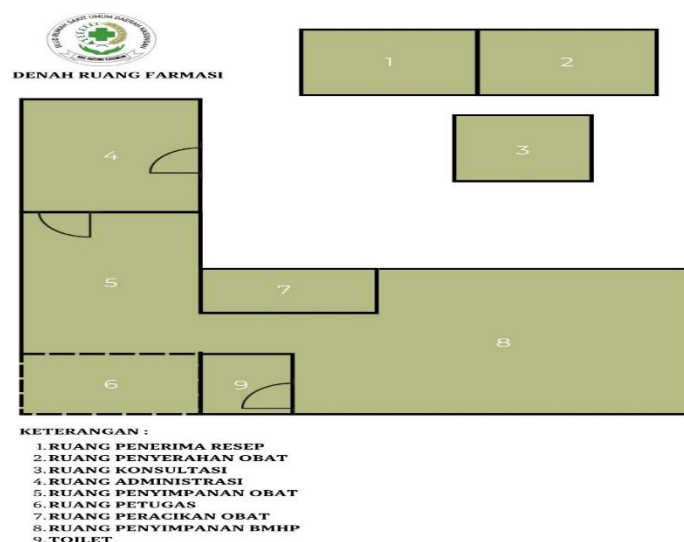 DENAH RUANG FARMASI
1
2
3
4
5
6
7
8
9
KETERANGAN :
1. RUANG PENERIMA RESEP
2. RUANG PENYERAHAN OBAT
3. RUANG KONSULTASI
4. RUANG ADMINISTRASI
5. RUANG PENYIMPANAN OBAT
6. RUANG PETUGAS
7. RUANG PERACIKAN OBAT
8. RUANG PENYIMPANAN BMHP
9. TOILET